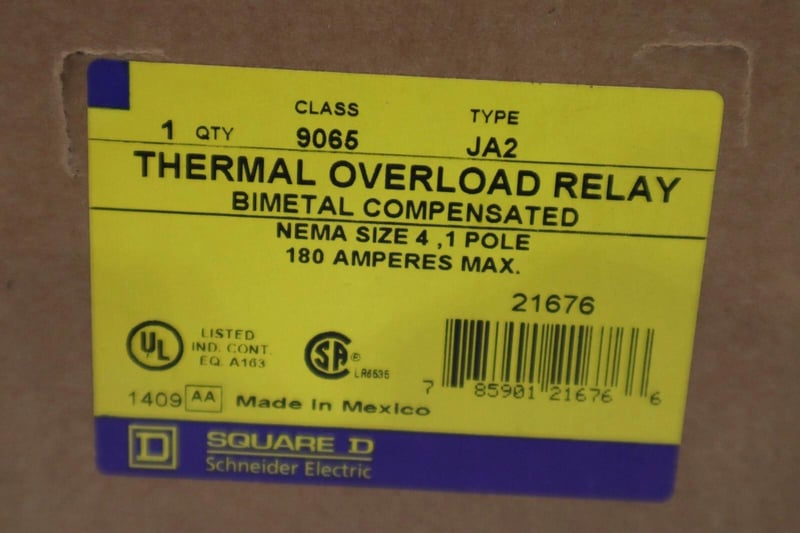 CLASS TYPE
1 QTY 9065 JA2
THERMAL OVERLOAD RELAY
BIMETAL COMPENSATED
NEMA SIZE 4 ,1 POLE
180 AMPERES MAX.
21676
UL LISTED
IND. CONT.
EQ. A163
SA ® LR6535
7 85901 21676 6
1409 AA Made in Mexico
D SQUARE D
Schneider Electric